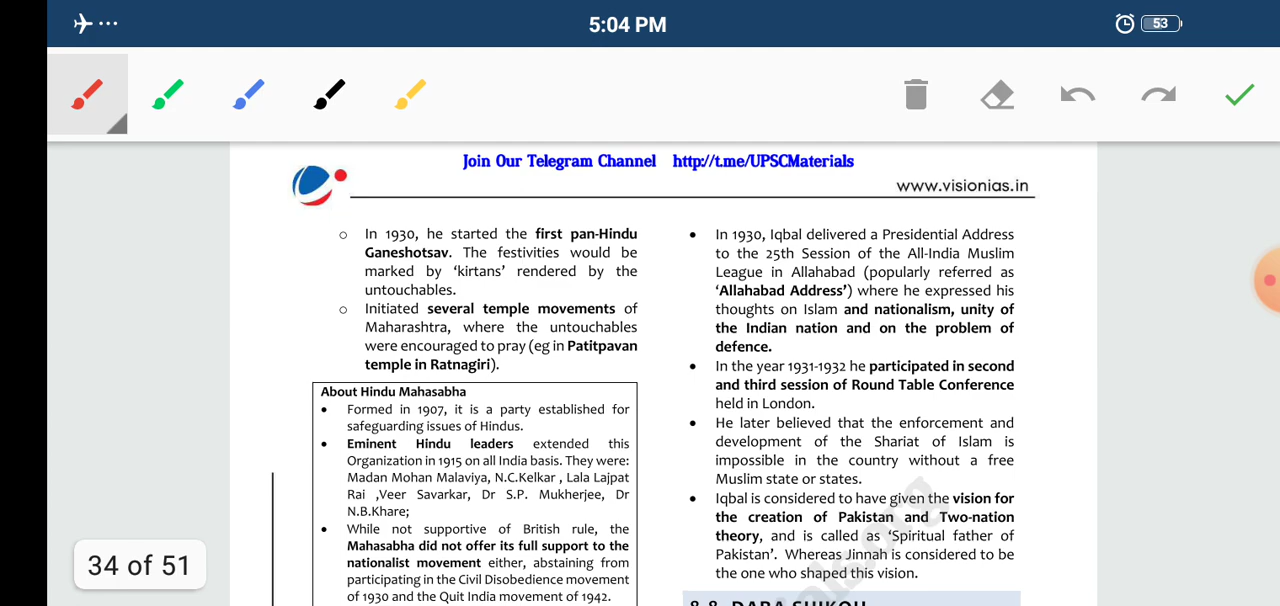 5:04 PM
53
Join Our Telegram Channel http://t.me/UPSCMaterials
www.visionias.in
o In 1930, he started the first pan-Hindu
Ganeshotsav. The festivities would be
marked by ‘kirtans’ rendered by the
untouchables.
o Initiated several temple movements of
Maharashtra, where the untouchables
were encouraged to pray (eg in Patitpavan
temple in Ratnagiri).
About Hindu Mahasabha
• Formed in 1907, it is a party established for
safeguarding issues of Hindus.
• Eminent Hindu leaders extended this
Organization in 1915 on all India basis. They were:
Madan Mohan Malaviya, N.C.Kelkar , Lala Lajpat
Rai ,Veer Savarkar, Dr S.P. Mukherjee, Dr
N.B.Khare;
• While not supportive of British rule, the
Mahasabha did not offer its full support to the
nationalist movement either, abstaining from
participating in the Civil Disobedience movement
of 1930 and the Quit India movement of 1942.
• In 1930, Iqbal delivered a Presidential Address
to the 25th Session of the All-India Muslim
League in Allahabad (popularly referred as
‘Allahabad Address’) where he expressed his
thoughts on Islam and nationalism, unity of
the Indian nation and on the problem of
defence.
• In the year 1931-1932 he participated in second
and third session of Round Table Conference
held in London.
• He later believed that the enforcement and
development of the Shariat of Islam is
impossible in the country without a free
Muslim state or states.
• Iqbal is considered to have given the vision for
the creation of Pakistan and Two-nation
theory, and is called as ‘Spiritual father of
Pakistan’. Whereas Jinnah is considered to be
the one who shaped this vision.
8.8. DARA SHIKOH
34 of 51